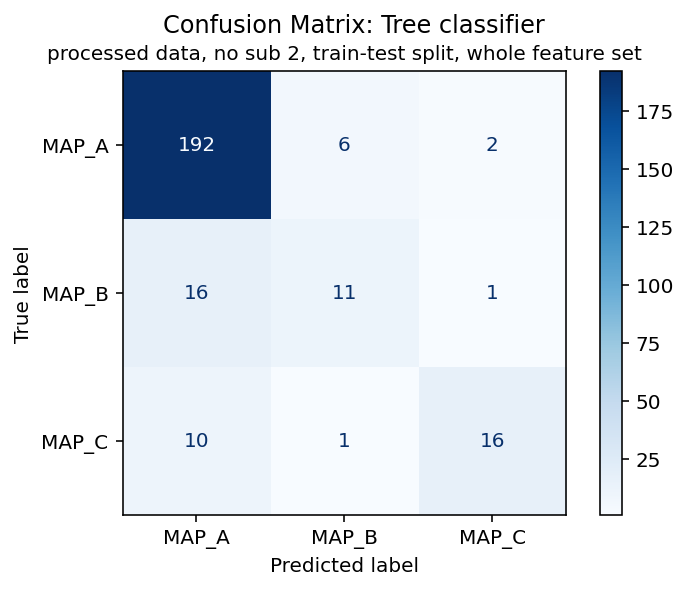 Confusion Matrix: Tree classifier
processed data, no sub 2, train-test split, whole feature set
True label
MAP_A 192 6 2
MAP_B 16 11 1
MAP_C 10 1 16
MAP_A MAP_B MAP_C
Predicted label
175
150
125
100
75
50
25